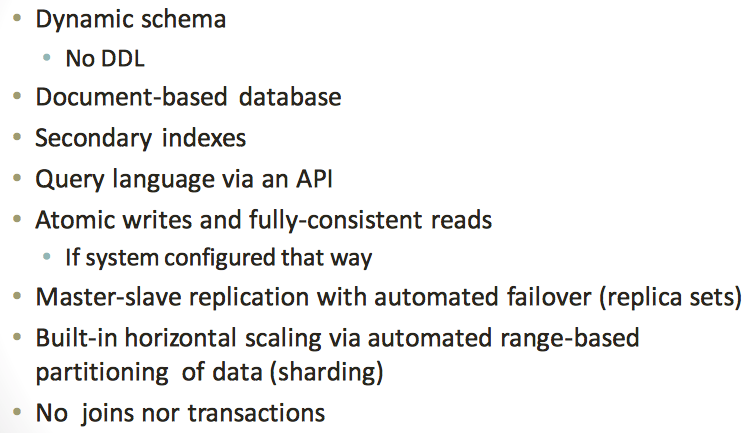 • Dynamic schema
• No DDL
• Document-based database
• Secondary indexes
• Query language via an API
• Atomic writes and fully-consistent reads
• If system configured that way
• Master-slave replication with automated failover (replica sets)
• Built-in horizontal scaling via automated range-based
partitioning of data (sharding)
• No joins nor transactions